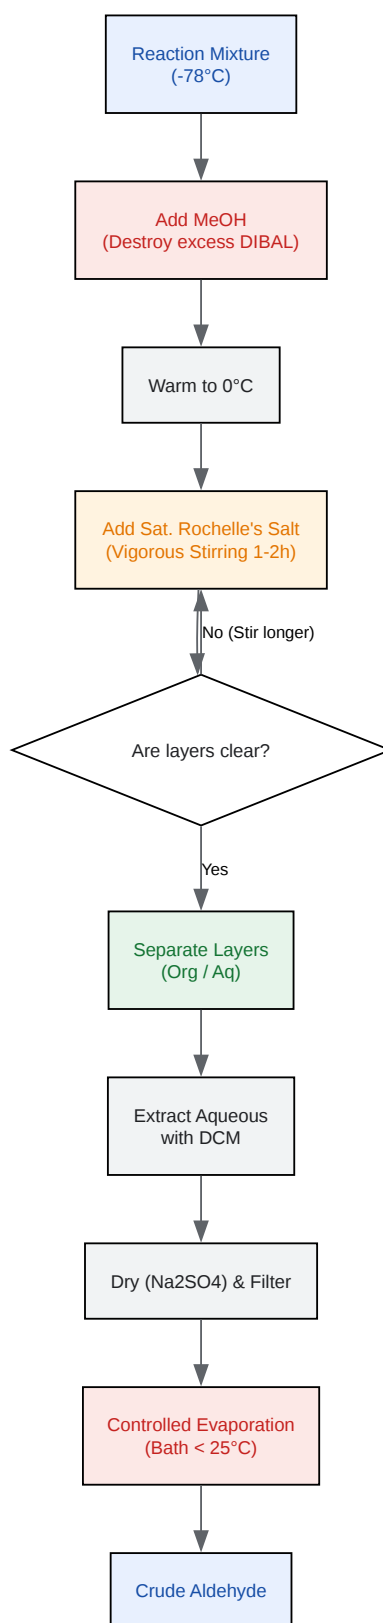 Reaction Mixture
(-78°C)
Add MeOH
(Destroy excess DIBAL)
Warm to 0°C
Add Sat. Rochelle's Salt
(Vigorous Stirring 1-2h)
No (Stir longer)
Are layers clear?
Yes
Separate Layers
(Org / Aq)
Extract Aqueous
with DCM
Dry (Na2SO4) & Filter
Controlled Evaporation
(Bath < 25°C)
Crude Aldehyde